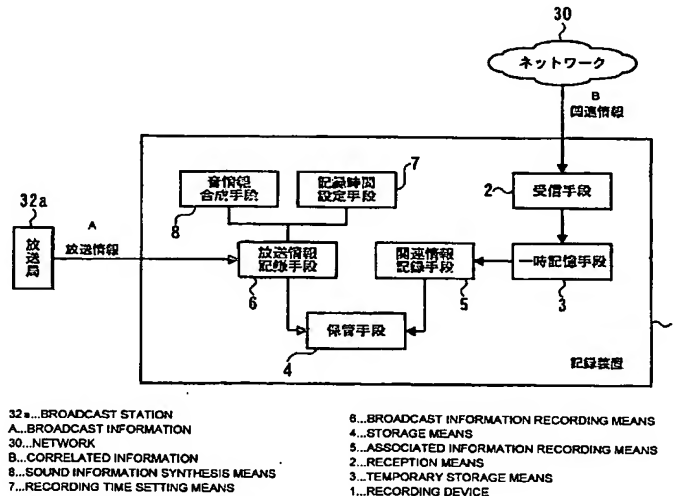 30
ネットワーク
B
関連情報
7
音情報
合成手段
記録時間
設定手段
2
受信手段
32a
8
A
放送局
放送情報
放送情報
記録手段
関連情報
記録手段
一時記憶手段
6
5
3
保管手段
4
記録装置
32a...BROADCAST STATION
A...BROADCAST INFORMATION
30...NETWORK
B...CORRELATED INFORMATION
8...SOUND INFORMATION SYNTHESIS MEANS
7...RECORDING TIME SETTING MEANS
6...BROADCAST INFORMATION RECORDING MEANS
4...STORAGE MEANS
5...ASSOCIATED INFORMATION RECORDING MEANS
2...RECEPTION MEANS
3...TEMPORARY STORAGE MEANS
1...RECORDING DEVICE